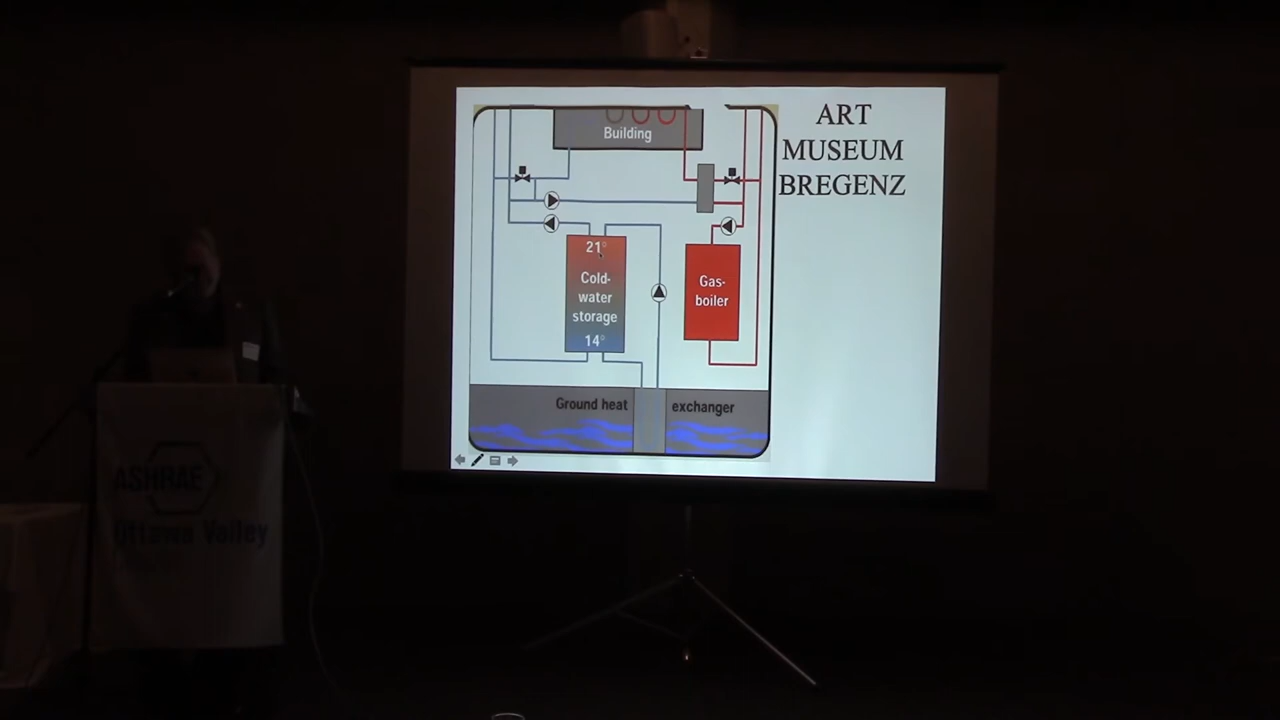 ART
MUSEUM
BREGENZ
Building
21°
Cold-
water
storage
14°
Gas-
boiler
Ground heat exchanger
ASHRAE
Ottawa Valley